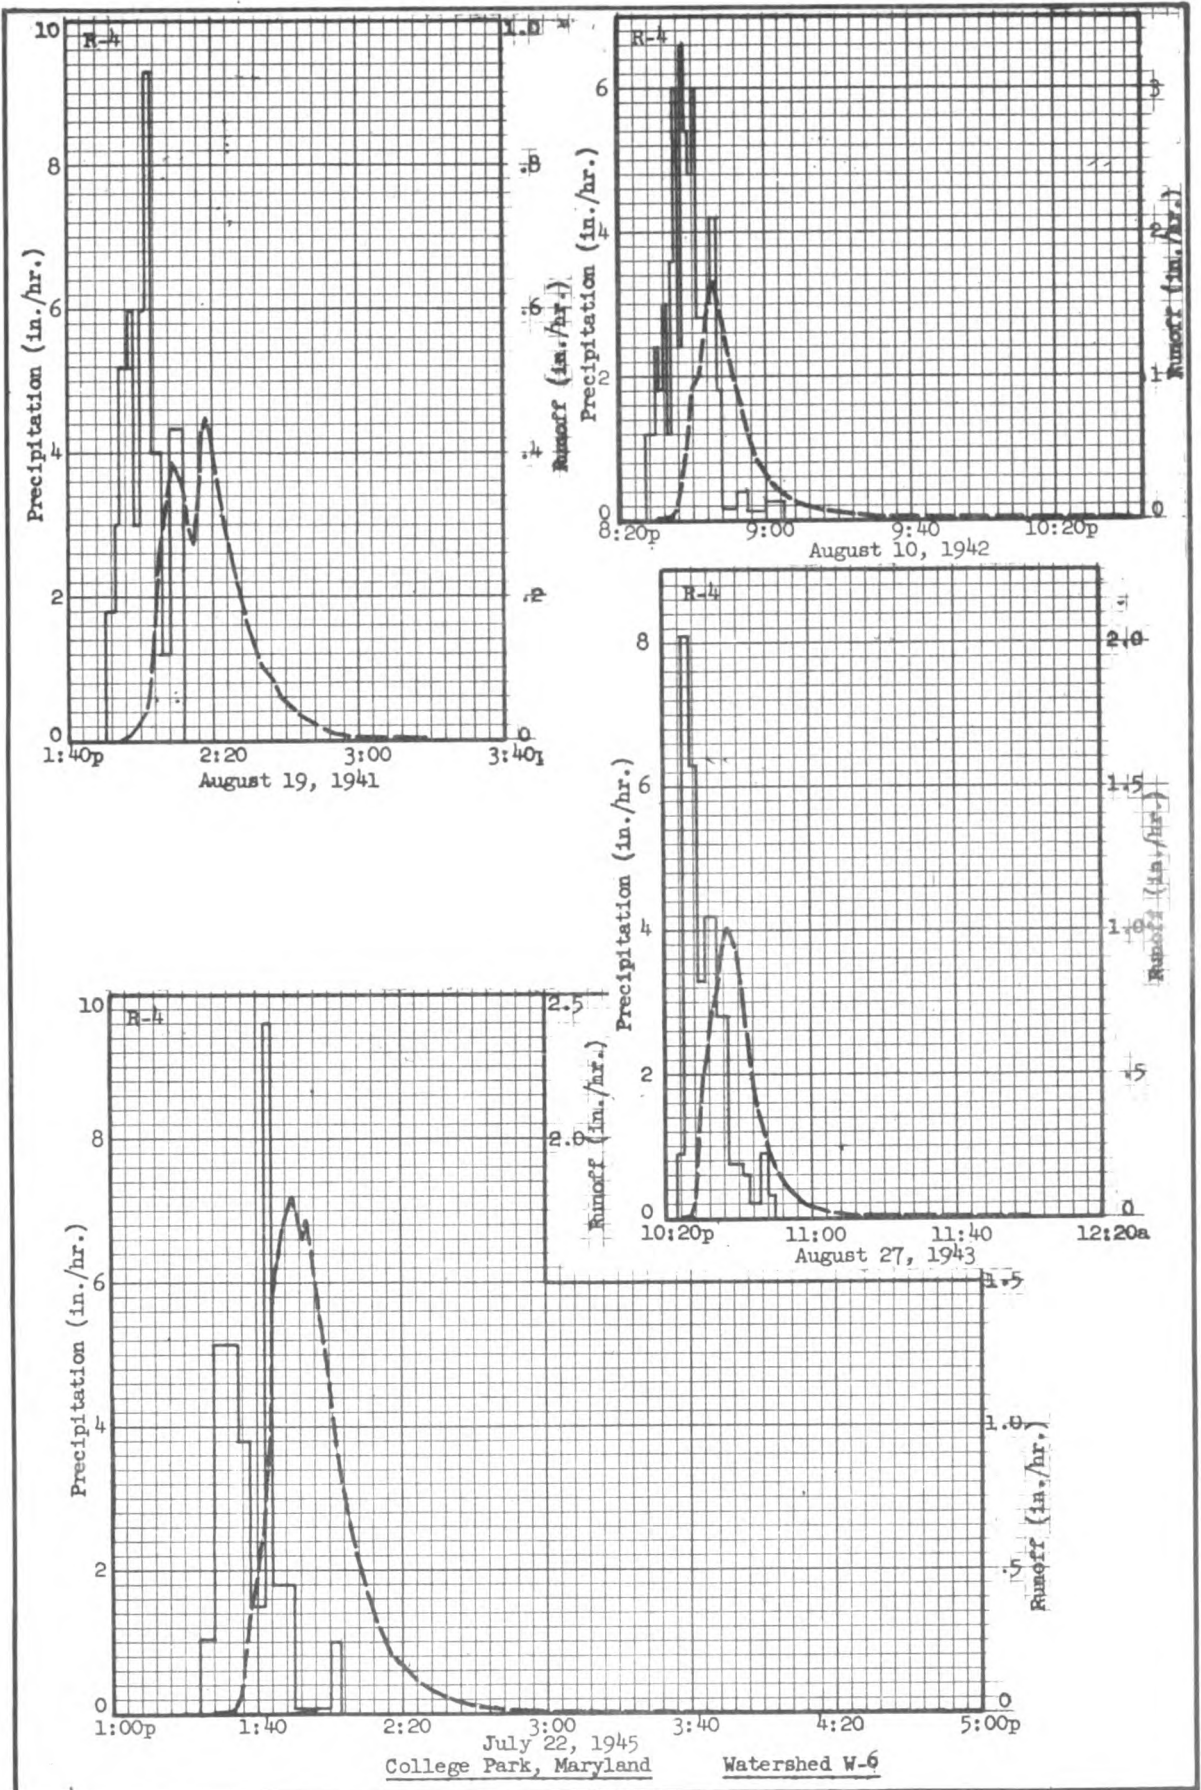 R-4
10
8
6
4
2
0
Precipitation (in./hr.)
1.0
.8
.6
.4
.2
0
Runoff (in./hr.)
1:40p 2:20 3:00 3:40p
August 19, 1941
R-4
6
4
2
0
Precipitation (in./hr.)
3
2
1
0
Runoff (in./hr.)
8:20p 9:00 9:40 10:20p
August 10, 1942
R-4
8
6
4
2
0
Precipitation (in./hr.)
2.0
1.5
1.0
.5
0
Runoff (in./hr.)
10:20p 11:00 11:40 12:20a
August 27, 1943
R-4
10
8
6
4
2
0
Precipitation (in./hr.)
2.5
2.0
Runoff (in./hr.)
1.5
1.0
.5
0
Runoff (in./hr.)
1:00p 1:40 2:20 3:00 3:40 4:20 5:00p
July 22, 1945
College Park, Maryland Watershed W-6